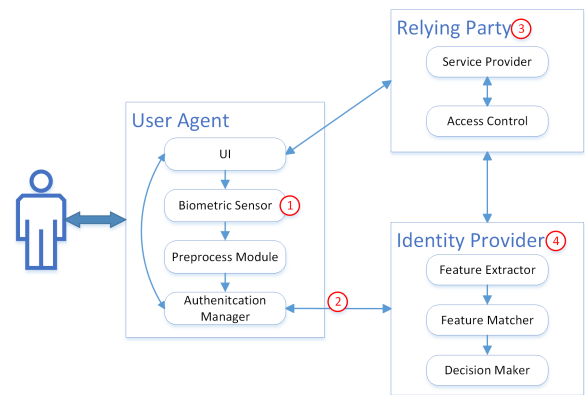 Relying Party 3
Service Provider
Access Control
User Agent
UI
Biometric Sensor 1
Preprocess Module
Authenitcation
Manager
2
Identity Provider 4
Feature Extractor
Feature Matcher
Decision Maker